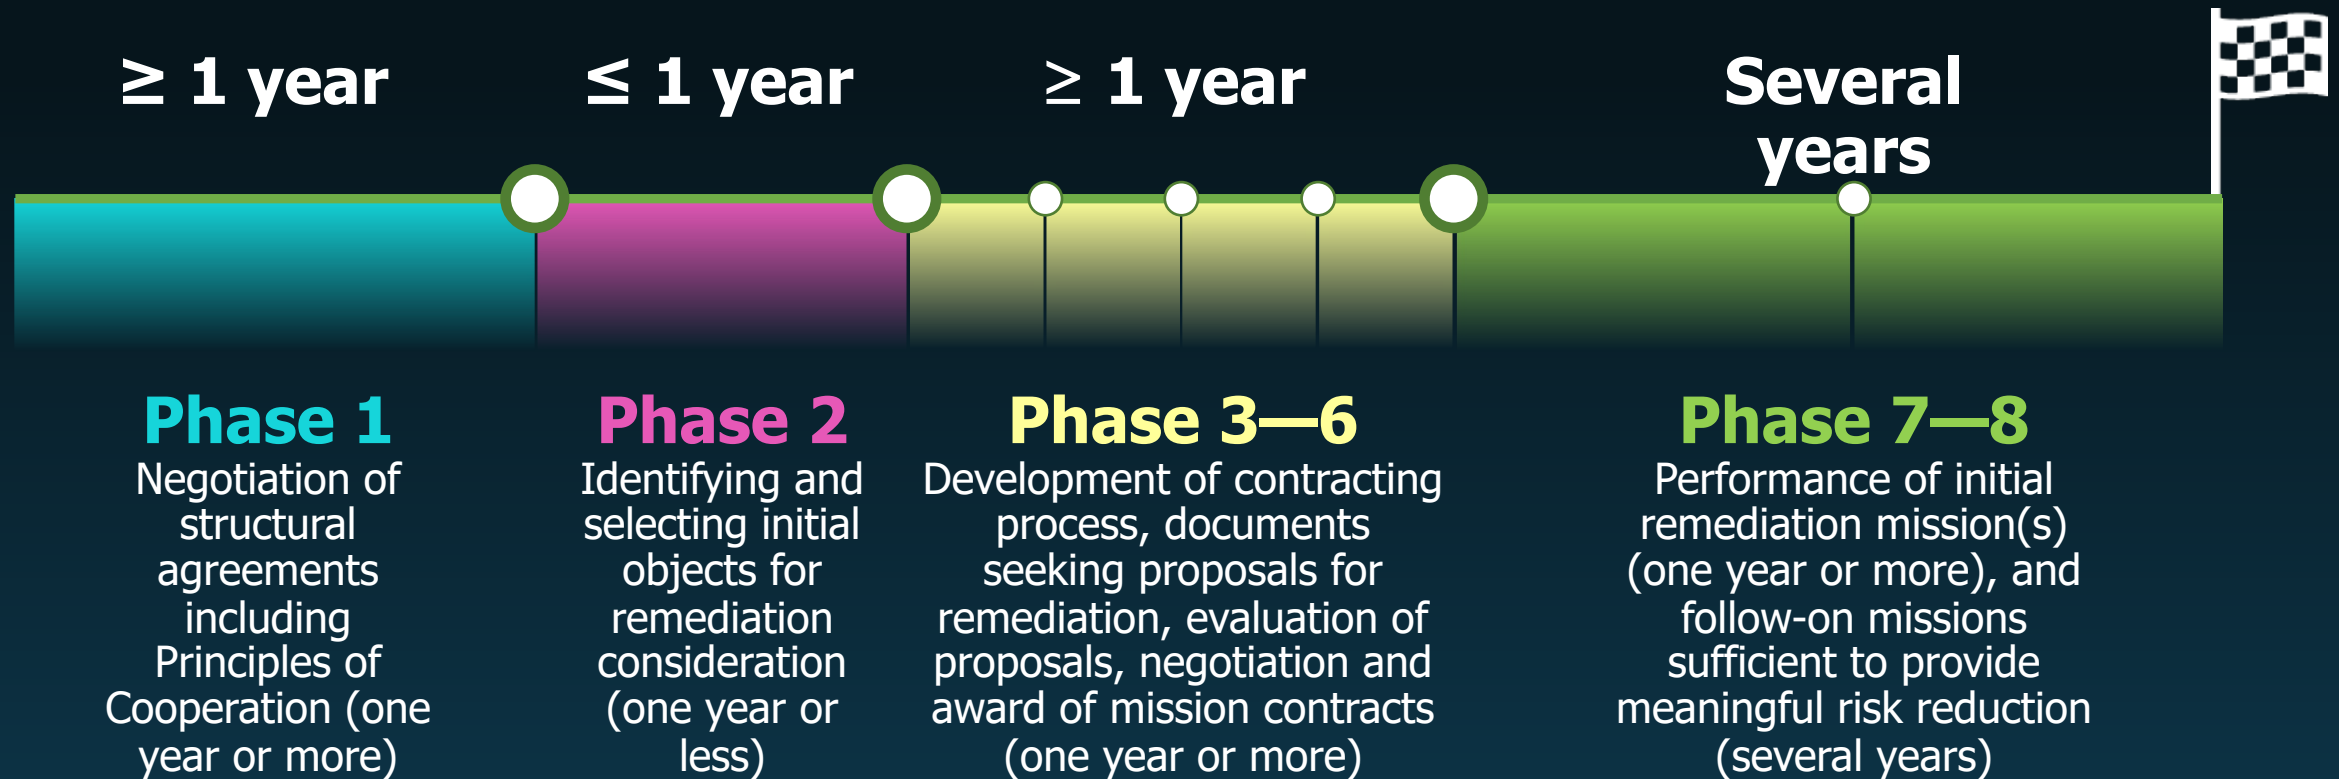 ≥ 1 year
≤ 1 year
≥ 1 year
Several
years
Phase 1
Negotiation of
structural
agreements
including
Principles of
Cooperation (one
year or more)
Phase 2
Identifying and
selecting initial
objects for
remediation
consideration
(one year or
less)
Phase 3—6
Development of contracting
process, documents
seeking proposals for
remediation, evaluation of
proposals, negotiation and
award of mission contracts
(one year or more)
Phase 7—8
Performance of initial
remediation mission(s)
(one year or more), and
follow-on missions
sufficient to provide
meaningful risk reduction
(several years)